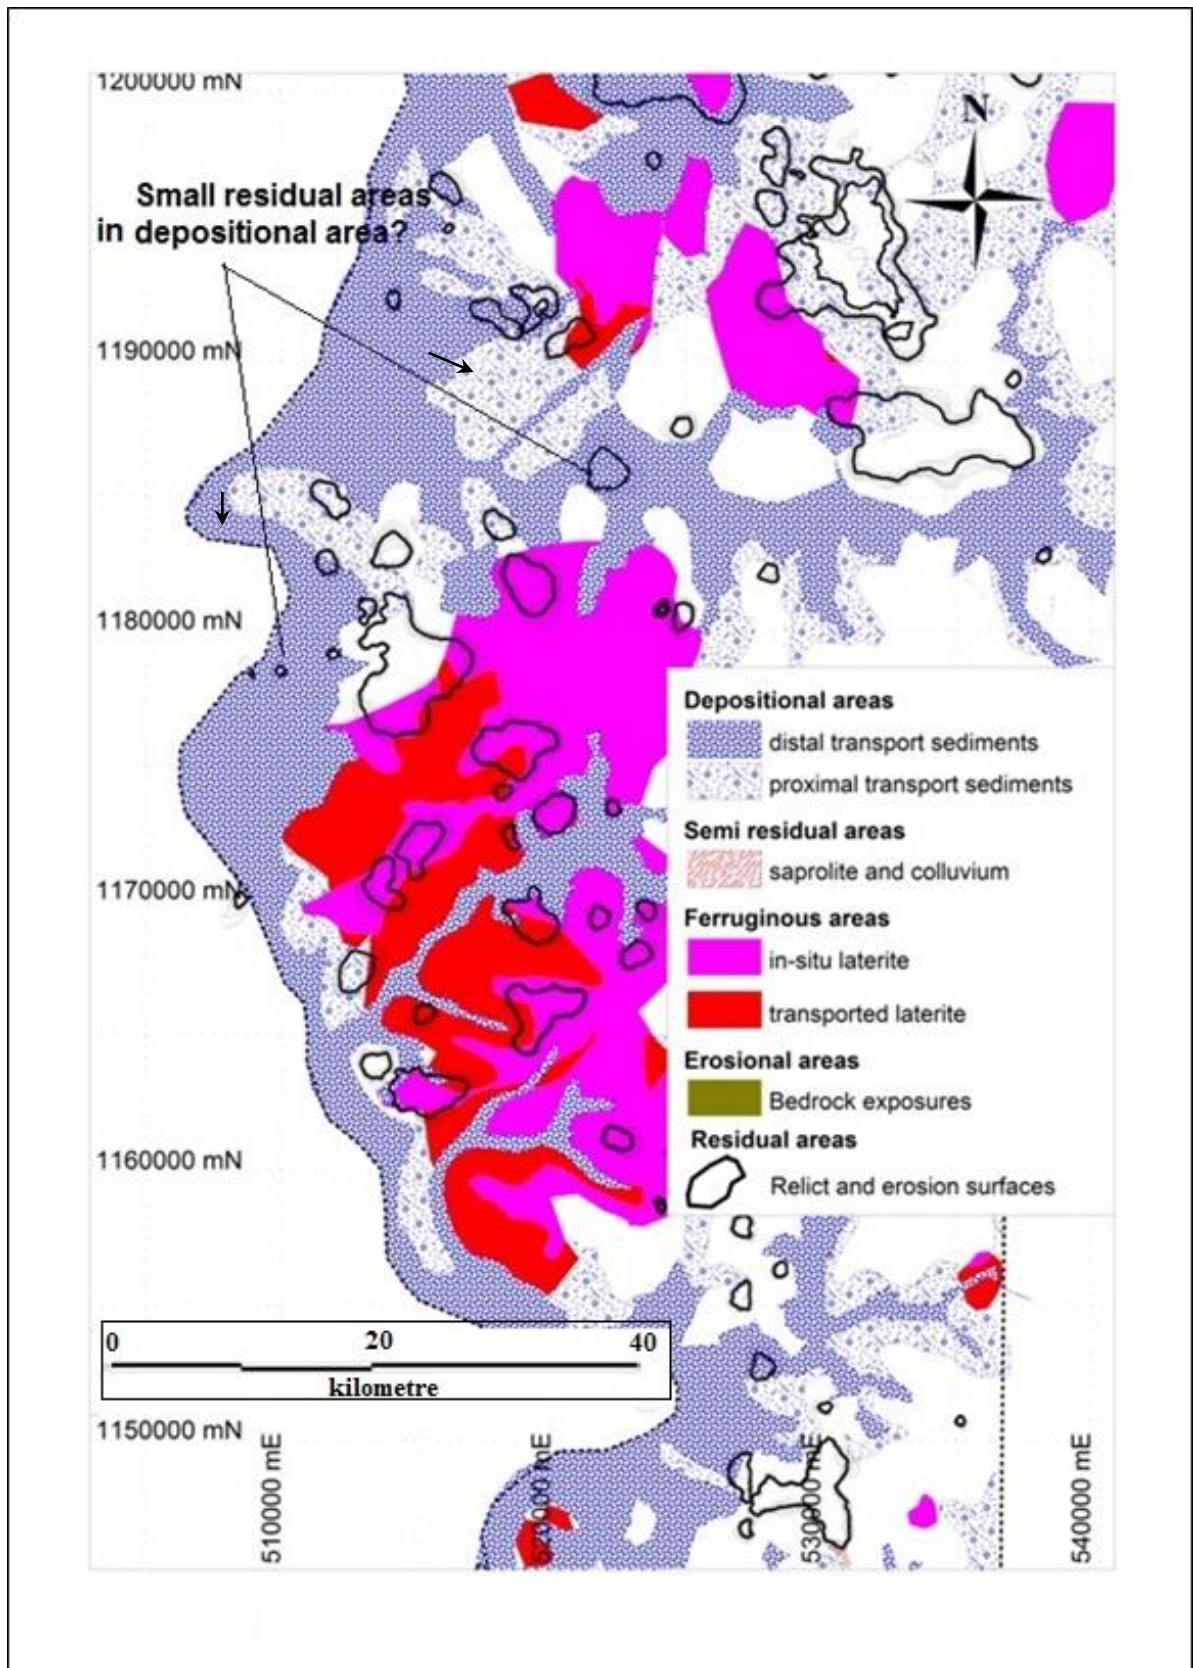 1200000 mN
N
Small residual areas
in depositional area?
1190000 mN
1180000 mN
Depositional areas
distal transport sediments
proximal transport sediments
Semi residual areas
saprolite and colluvium
1170000 mN
Ferruginous areas
in-situ laterite
transported laterite
Erosional areas
Bedrock exposures
Residual areas
1160000 mN
Relict and erosion surfaces
0 20 40
kilometre
1150000 mN
510000 mE
520000 mE
530000 mE
540000 mE